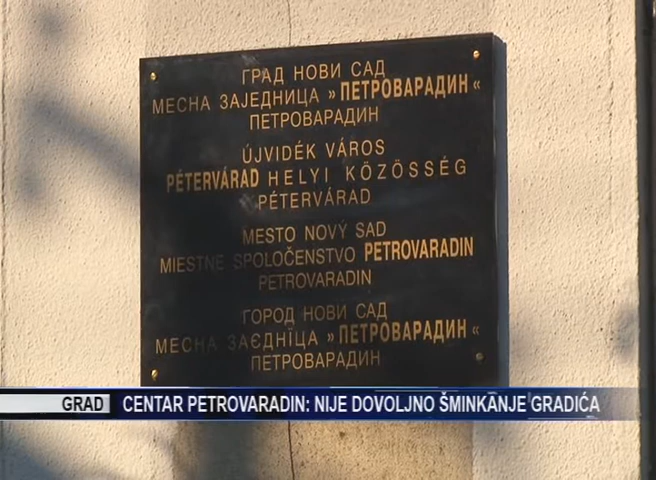 ГРАД НОВИ САД
МЕСНА ЗАЈЕДНИЦА »ПЕТРОВАРАДИН«
ПЕТРОВАРАДИН
ÚJVIDÉK VÁROS
PÉTERVÁRAD HELYI KÖZÖSSÉG
PÉTERVÁRAD
MESTO NOVÝ SAD
MIESTNE SPOLOČENSTVO PETROVARADIN
PETROVARADIN
ГОРОД НОВИ САД
МЕСНА ЗАЄДНЇЦА »ПЕТРОВАРАДИН«
ПЕТРОВАРАДИН
GRAD CENTAR PETROVARADIN: NIJE DOVOLJNO ŠMINKANJE GRADIĆA